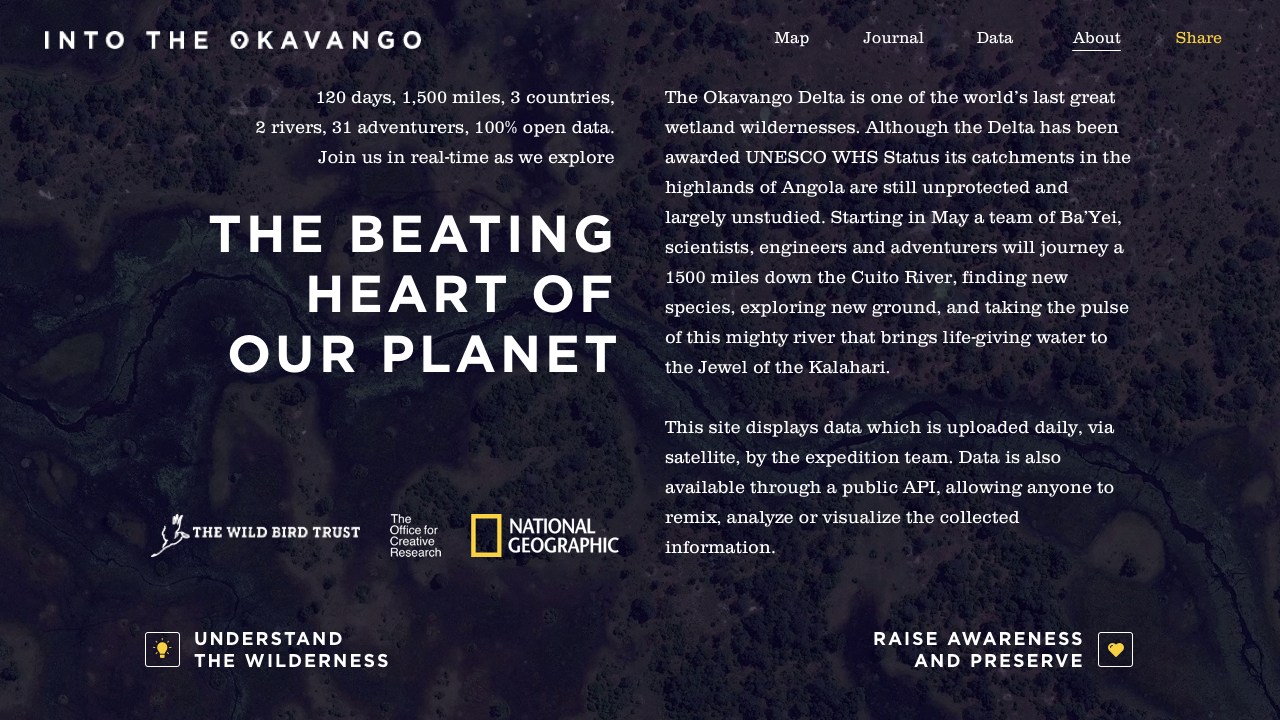 INTO THE OKAVANGO
Map
Journal
Data
About
Share
120 days, 1,500 miles, 3 countries,
2 rivers, 31 adventurers, 100% open data.
Join us in real-time as we explore
THE BEATING
HEART OF
OUR PLANET
The Okavango Delta is one of the world’s last great
wetland wildernesses. Although the Delta has been
awarded UNESCO WHS Status its catchments in the
highlands of Angola are still unprotected and
largely unstudied. Starting in May a team of Ba’Yei,
scientists, engineers and adventurers will journey a
1500 miles down the Cuito River, finding new
species, exploring new ground, and taking the pulse
of this mighty river that brings life-giving water to
the Jewel of the Kalahari.
This site displays data which is uploaded daily, via
satellite, by the expedition team. Data is also
available through a public API, allowing anyone to
remix, analyze or visualize the collected
information.
THE WILD BIRD TRUST
The
Office for
Creative
Research
NATIONAL
GEOGRAPHIC
UNDERSTAND
THE WILDERNESS
RAISE AWARENESS
AND PRESERVE